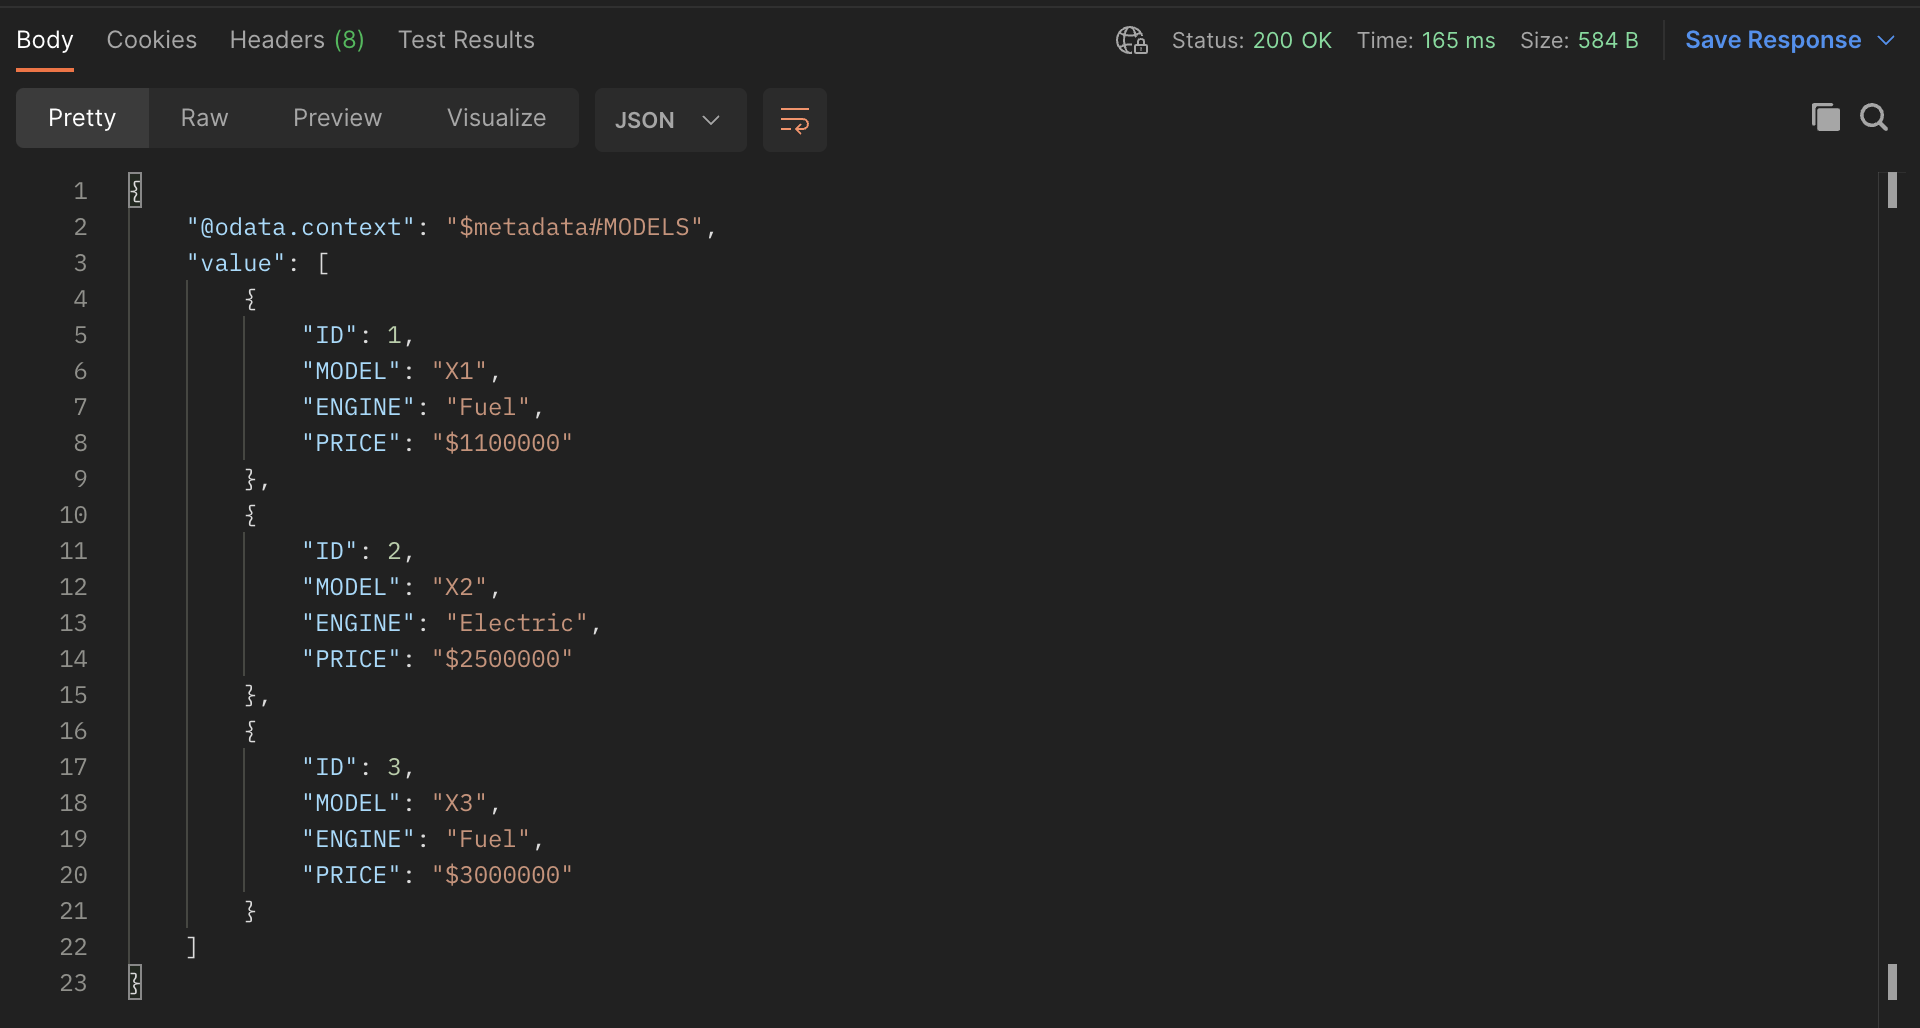 Body Cookies Headers (8) Test Results Status: 200 OK Time: 165 ms Size: 584 B Save Response
Pretty Raw Preview Visualize JSON
1 {
2 "@odata.context": "$metadata#MODELS",
3 "value": [
4 {
5 "ID": 1,
6 "MODEL": "X1",
7 "ENGINE": "Fuel",
8 "PRICE": "$1100000"
9 },
10 {
11 "ID": 2,
12 "MODEL": "X2",
13 "ENGINE": "Electric",
14 "PRICE": "$2500000"
15 },
16 {
17 "ID": 3,
18 "MODEL": "X3",
19 "ENGINE": "Fuel",
20 "PRICE": "$3000000"
21 }
22 ]
23 }